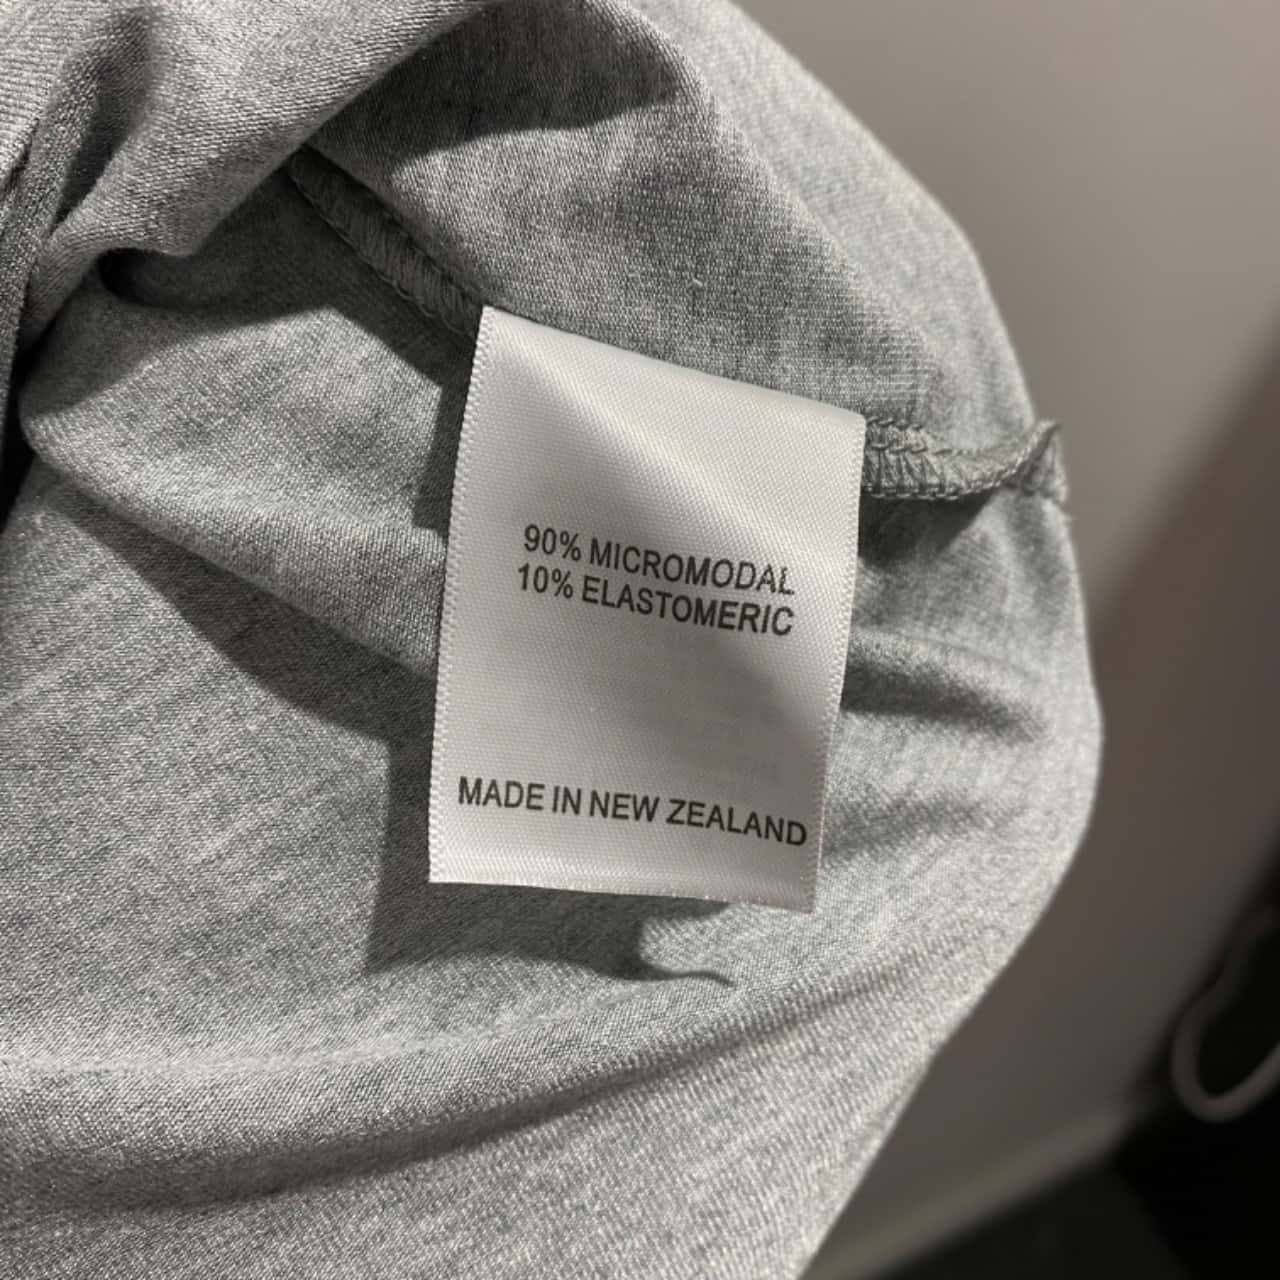 90% MICROMODAL
10% ELASTOMERIC
MADE IN NEW ZEALAND